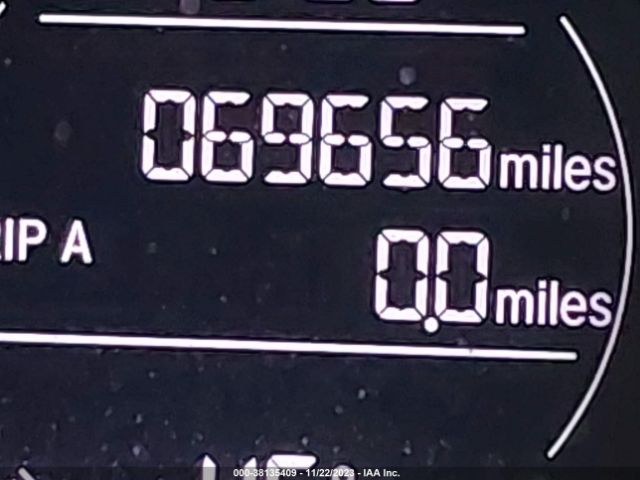 069656 miles
RIP A
0.0 miles
000-38135409 - 11/22/2023 - IAA Inc.